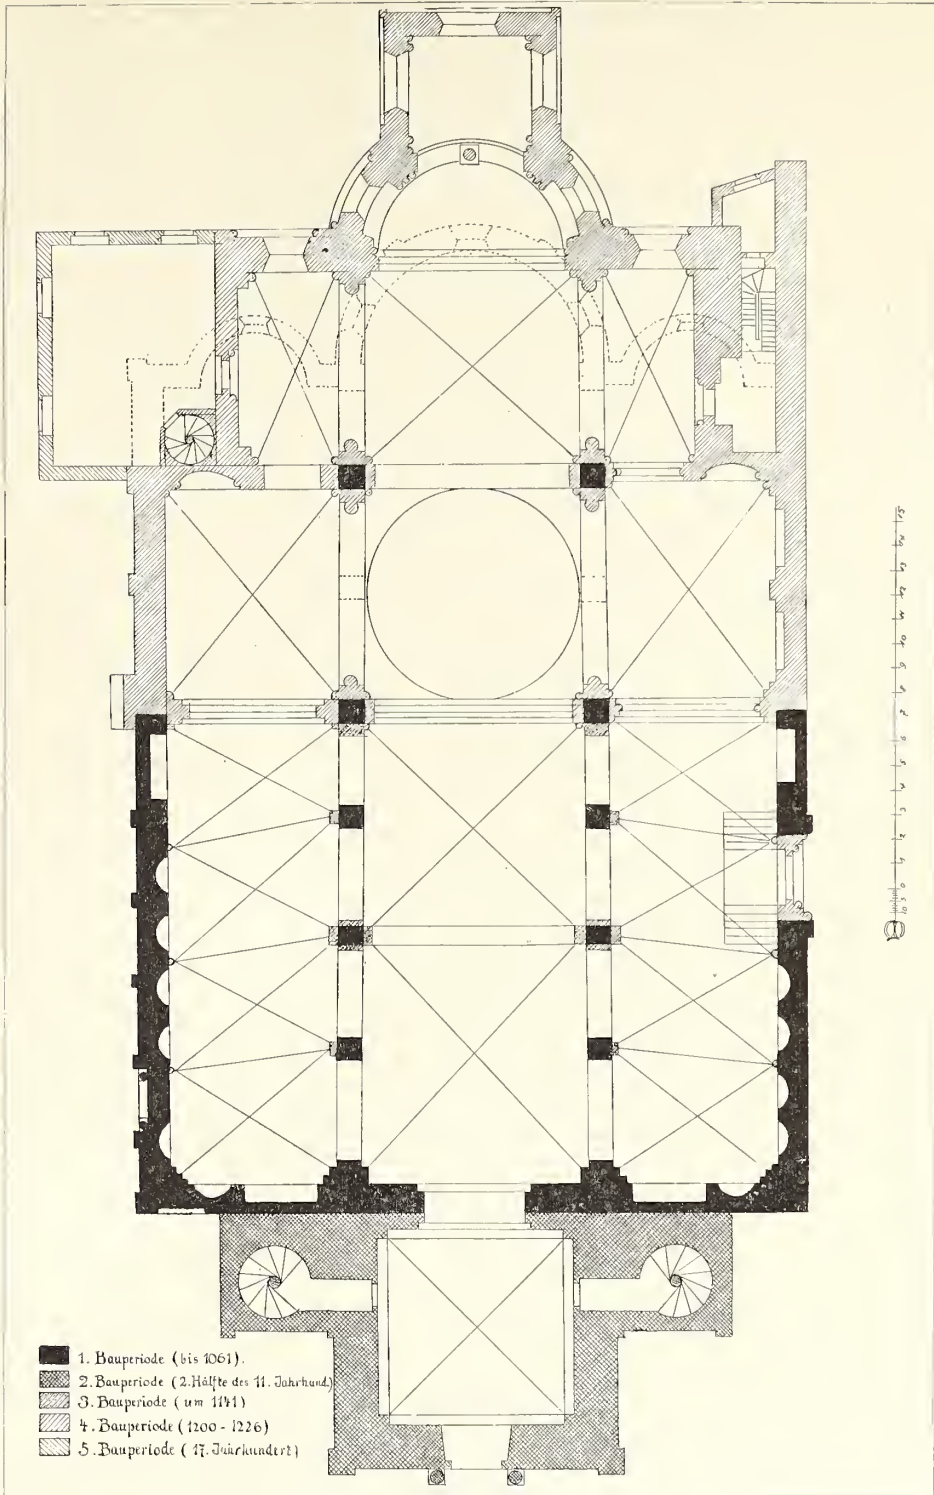 1. Bauperiode (bis 1061).
2. Bauperiode (2. Hälfte des 11. Jahrhund.)
3. Bauperiode (um 1141)
4. Bauperiode (1200 - 1226)
5. Bauperiode (17. Jahrhundert)